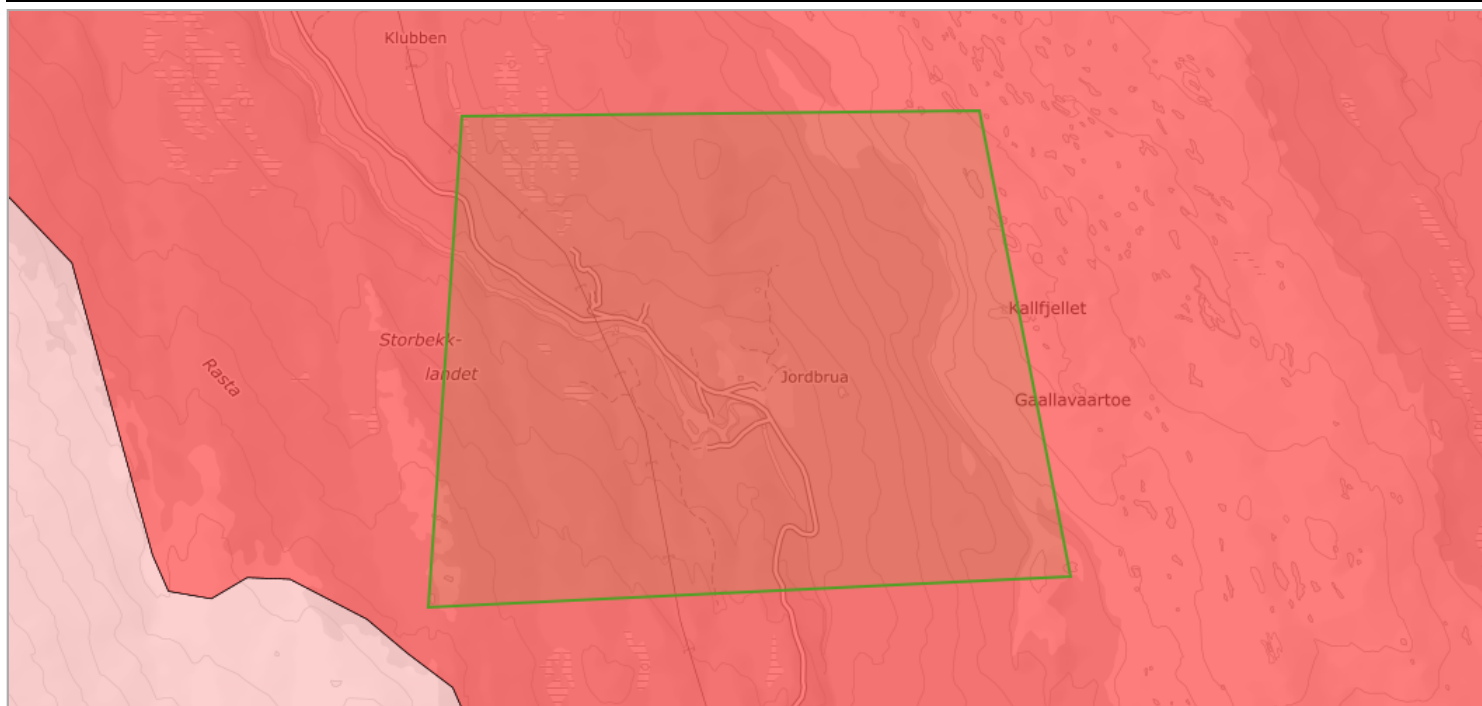 Klubben
Kallfjellet
Storbekk-
landet
Rasta
Jordbrua
Gaallavaartoe